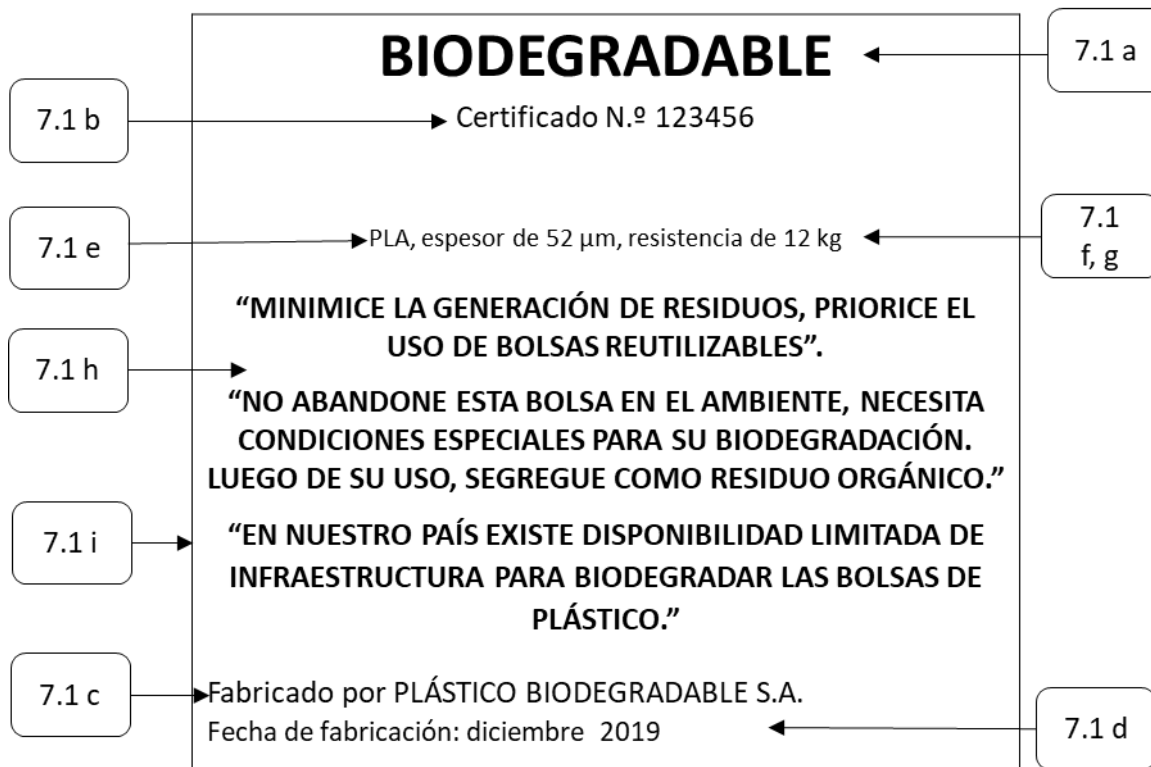 BIODEGRADABLE
7.1 a
7.1 b
Certificado N.º 123456
7.1 e
PLA, espesor de 52 µm, resistencia de 12 kg
7.1
f, g
“MINIMICE LA GENERACIÓN DE RESIDUOS, PRIORICE EL
USO DE BOLSAS REUTILIZABLES”.
7.1 h
“NO ABANDONE ESTA BOLSA EN EL AMBIENTE, NECESITA
CONDICIONES ESPECIALES PARA SU BIODEGRADACIÓN.
LUEGO DE SU USO, SEGREGUE COMO RESIDUO ORGÁNICO.”
7.1 i
“EN NUESTRO PAÍS EXISTE DISPONIBILIDAD LIMITADA DE
INFRAESTRUCTURA PARA BIODEGRADAR LAS BOLSAS DE
PLÁSTICO.”
7.1 c
Fabricado por PLÁSTICO BIODEGRADABLE S.A.
Fecha de fabricación: diciembre 2019
7.1 d